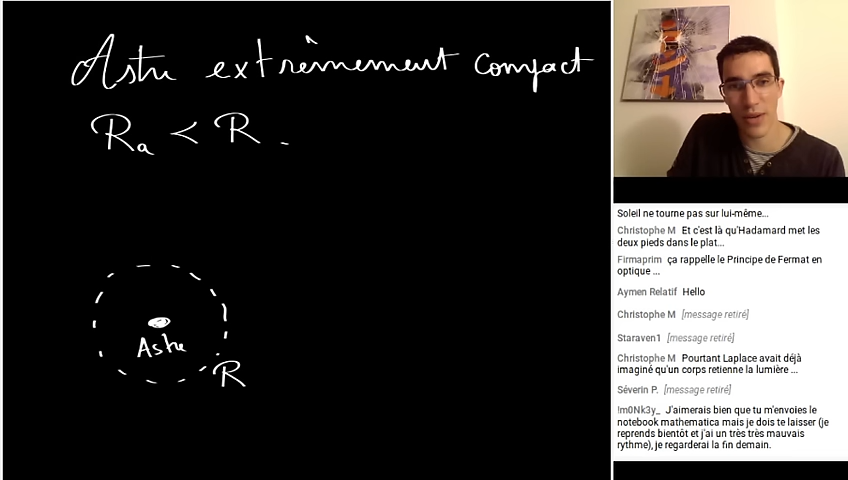 Astre extrêmement compact
Ra < R
Astre
R
Soleil ne tourne pas sur lui-même...
Christophe M Et c'est là qu'Hadamard met les
deux pieds dans le plat...
Firmaprim ça rappelle le Principe de Fermat en
optique ...
Aymen Relatif Hello
Christophe M [message retiré]
Staraven1 [message retiré]
Christophe M Pourtant Laplace avait déjà
imaginé qu'un corps retienne la lumière ...
Séverin P. [message retiré]
!m0Nk3y_ J'aimerais bien que tu m'envoies le
notebook mathematica mais je dois te laisser (je
reprends bientôt et j'ai un très très mauvais
rythme), je regarderai la fin demain.